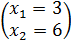 (x₁ = 3
x₂ = 6)